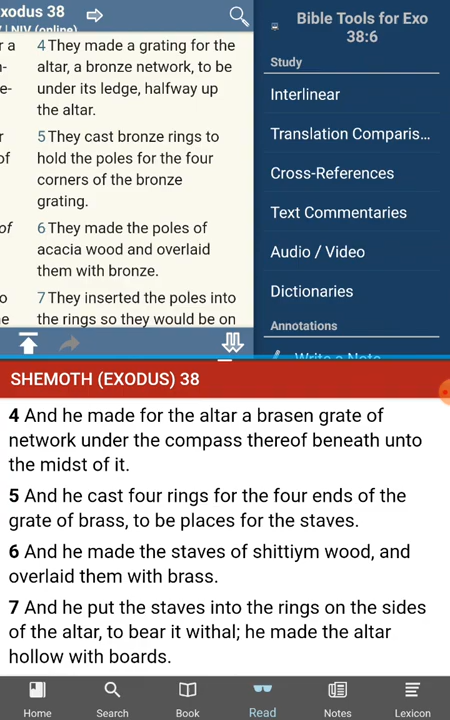 xodus 38
NIV (online)
r a
n-
e-
r
of
of
o
e
4 They made a grating for the
altar, a bronze network, to be
under its ledge, halfway up
the altar.
5 They cast bronze rings to
hold the poles for the four
corners of the bronze
grating.
6 They made the poles of
acacia wood and overlaid
them with bronze.
7 They inserted the poles into
the rings so they would be on
Bible Tools for Exo
38:6
Study
Interlinear
Translation Comparis...
Cross-References
Text Commentaries
Audio / Video
Dictionaries
Annotations
Write a Note
SHEMOTH (EXODUS) 38
4 And he made for the altar a brasen grate of
network under the compass thereof beneath unto
the midst of it.
5 And he cast four rings for the four ends of the
grate of brass, to be places for the staves.
6 And he made the staves of shittiym wood, and
overlaid them with brass.
7 And he put the staves into the rings on the sides
of the altar, to bear it withal; he made the altar
hollow with boards.
Home
Search
Book
Read
Notes
Lexicon